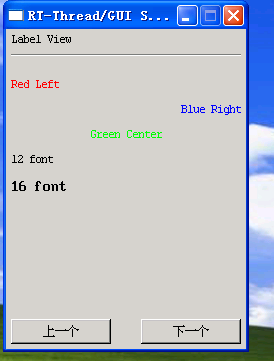 RT-Thread/GUI S...
Label View
Red Left
Blue Right
Green Center
12 font
16 font
上一个 下一个